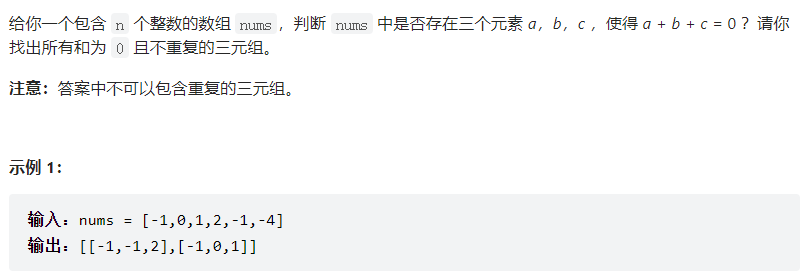 给你一个包含 n 个整数的数组 nums，判断 nums 中是否存在三个元素 a，b，c ，使得 a + b + c = 0 ？请你
找出所有和为 0 且不重复的三元组。
注意：答案中不可以包含重复的三元组。
示例 1：
输入：nums = [-1,0,1,2,-1,-4]
输出：[[-1,-1,2],[-1,0,1]]